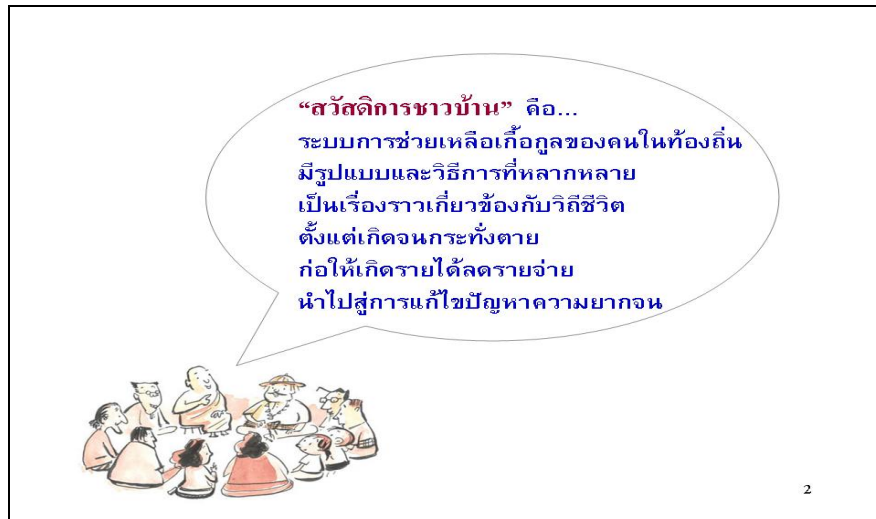 “สวัสดิการชาวบ้าน” คือ...
ระบบการช่วยเหลือเกื้อกูลของคนในท้องถิ่น
มีรูปแบบและวิธีการที่หลากหลาย
เป็นเรื่องราวเกี่ยวข้องกับวิถีชีวิต
ตั้งแต่เกิดจนกระทั่งตาย
ก่อให้เกิดรายได้ลดรายจ่าย
นำไปสู่การแก้ไขปัญหาความยากจน
2